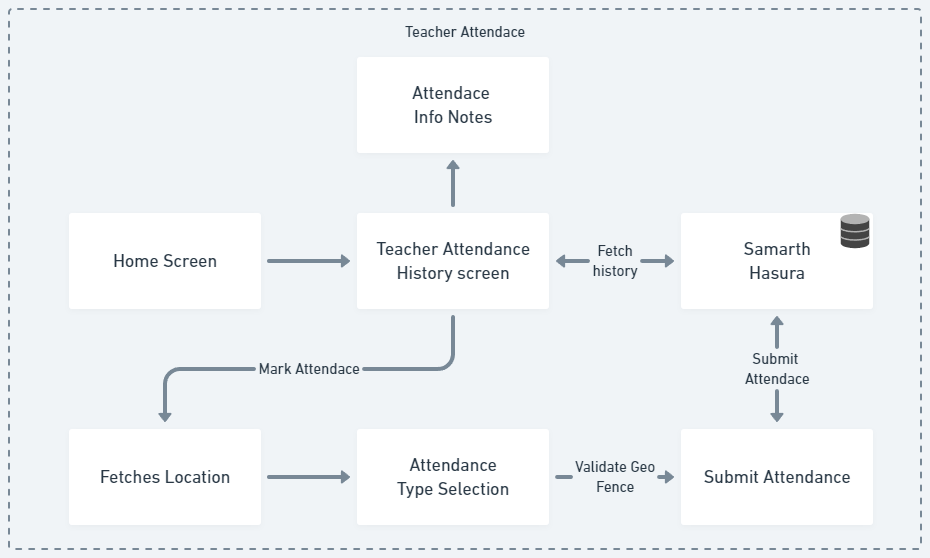 Teacher Attendace
Attendace
Info Notes
Home Screen
Teacher Attendance
History screen
Fetch
history
Samarth
Hasura
Mark Attendace
Submit
Attendace
Fetches Location
Attendance
Type Selection
Validate Geo
Fence
Submit Attendance